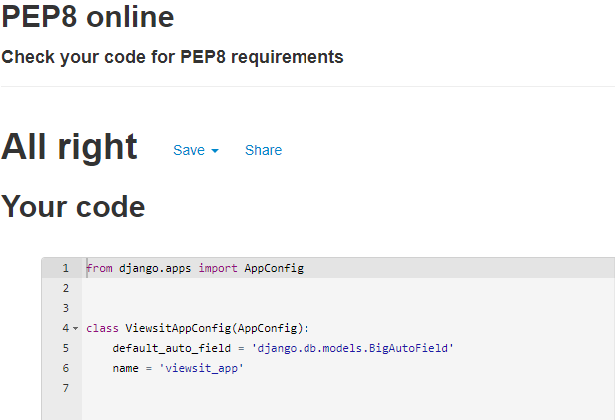 PEP8 online
Check your code for PEP8 requirements
All right Save Share
Your code
1 from django.apps import AppConfig
2
3
4 class ViewsitAppConfig(AppConfig):
5 default_auto_field = 'django.db.models.BigAutoField'
6 name = 'viewsit_app'
7